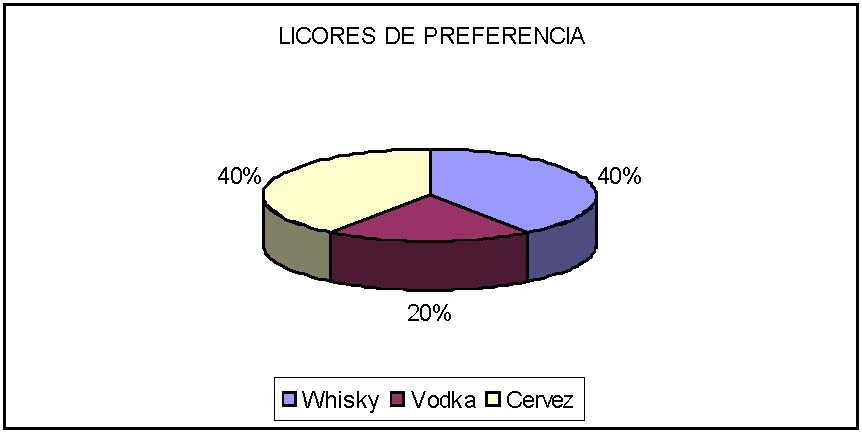 LICORES DE PREFERENCIA
40% 40%
20%
Whisky Vodka Cervez